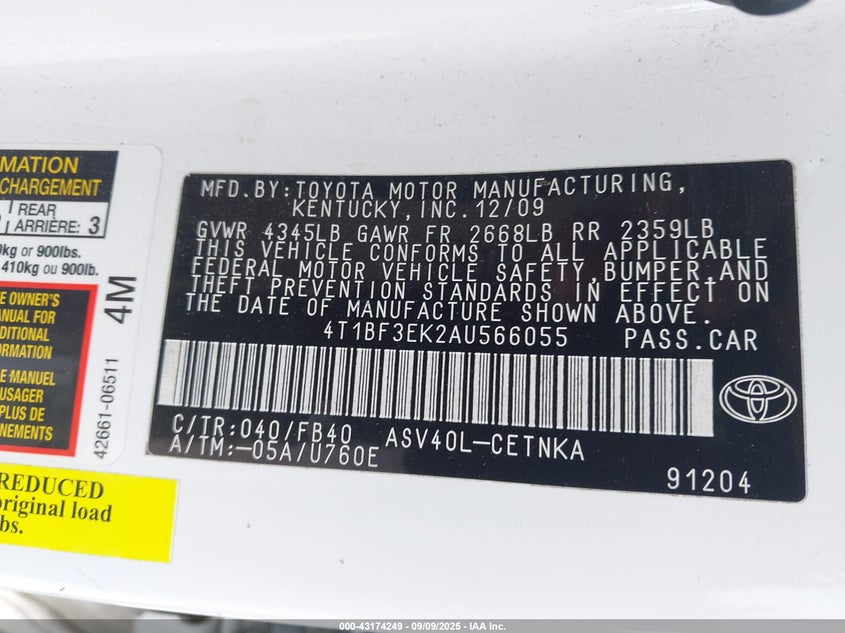 MATION
CHARGEMENT
REAR
ARRIÈRE: 3
kg or 900lbs.
410kg ou 900lb.
OWNER'S
MANUAL FOR
DITIONAL
FORMATION
MANUEL
USAGER
PLUS DE
NEMENTS
4M
42661-06511
REDUCED
original load
bs.
MFD.BY:TOYOTA MOTOR MANUFACTURING,
KENTUCKY,INC.12/09
GVWR 4345LB GAWR FR 2668LB RR 2359LB
THIS VEHICLE CONFORMS TO ALL APPLICABLE
FEDERAL MOTOR VEHICLE SAFETY,BUMPER,AND
THEFT PREVENTION STANDARDS IN EFFECT ON
THE DATE OF MANUFACTURE SHOWN ABOVE.
4T1BF3EK2AU566055 PASS.CAR
C/TR:040/FB40 ASV40L-CETNKA
A/TM:-05A/U760E
91204
000-43174249 | 09/09/2025 | IAA Inc.